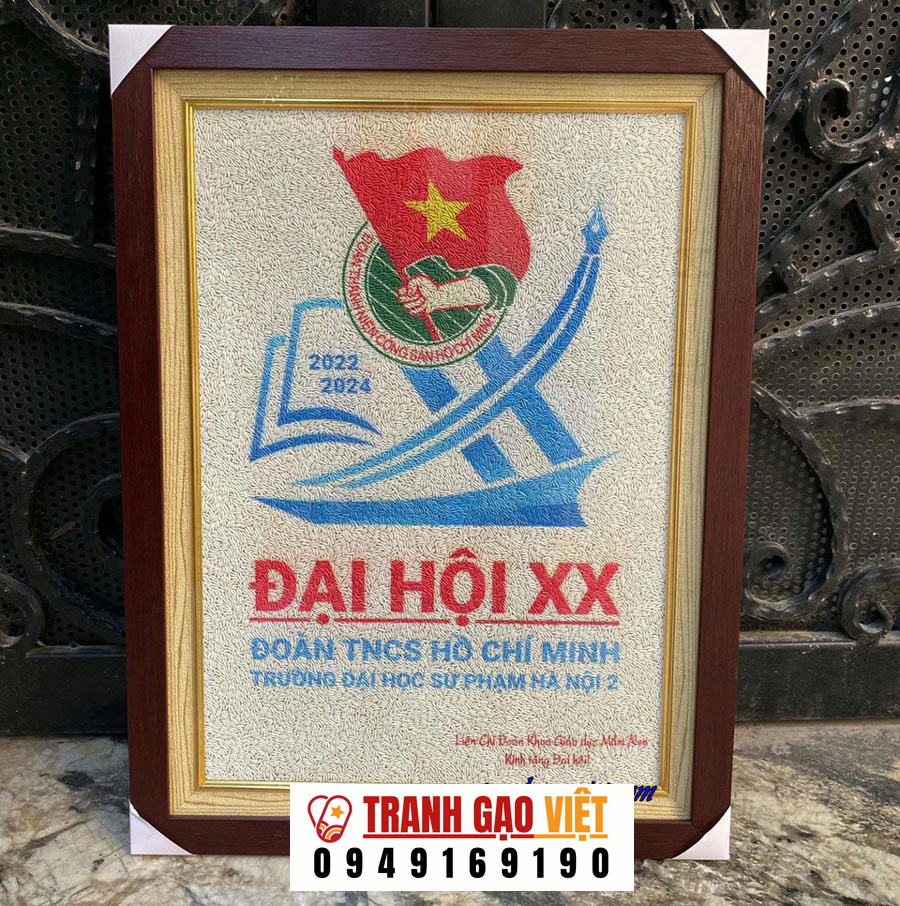 ĐOÀN THANH NIÊN CỘNG SẢN HỒ CHÍ MINH
2022
2024
ĐẠI HỘI XX
ĐOÀN TNCS HỒ CHÍ MINH
TRƯỜNG ĐẠI HỌC SƯ PHẠM HÀ NỘI 2
Liên Chi Đoàn Khoa Giáo dục Mầm Non
Kính tặng Đại hội!
TRANH GẠO VIỆT
0949169190